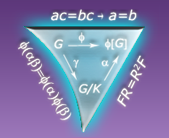 ac=bc → a=b
ϕ(αβ)=ϕ(α)ϕ(β)
G ϕ→ ϕ[G]
γ α
G/K
FR=R²F